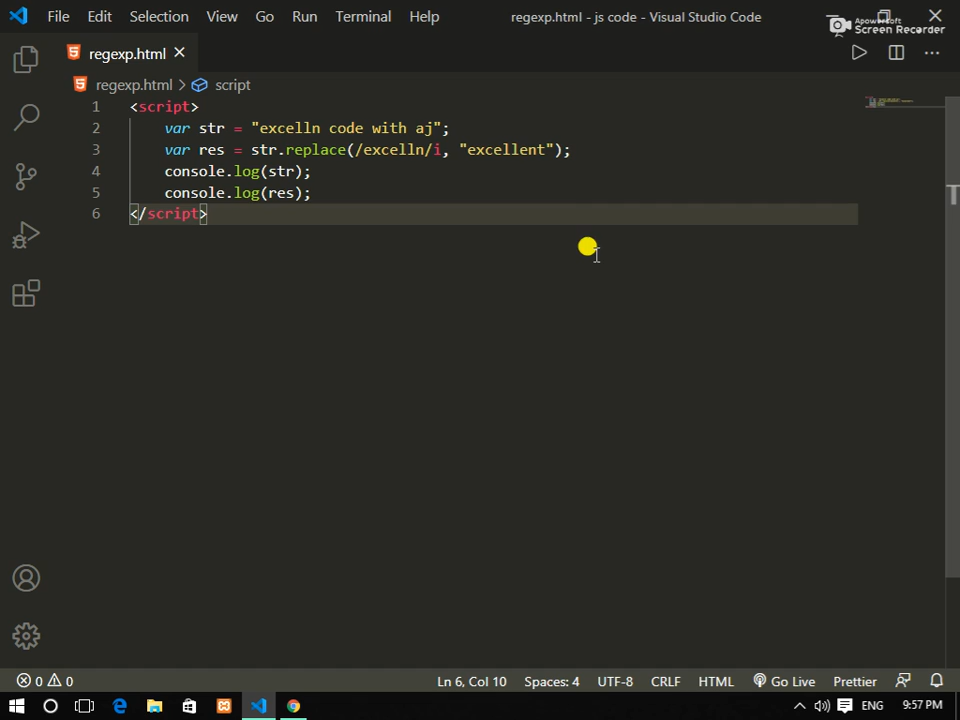 File Edit Selection View Go Run Terminal Help regexp.html - js code - Visual Studio Code
Apowersoft
Screen Recorder
regexp.html
regexp.html > script
1 <script>
2 var str = "excelln code with aj";
3 var res = str.replace(/excelln/i, "excellent");
4 console.log(str);
5 console.log(res);
6 </script>
0 0 Ln 6, Col 10 Spaces: 4 UTF-8 CRLF HTML Go Live Prettier
ENG 9:57 PM